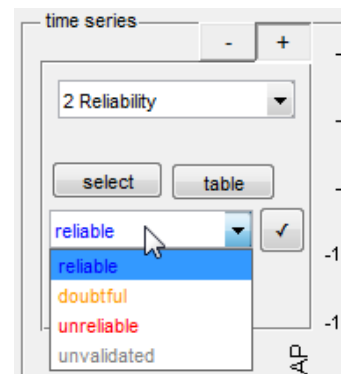 time series
- +
2 Reliability
select table
reliable ✓
reliable
doubtful
unreliable
unvalidated
-1
-1
AP